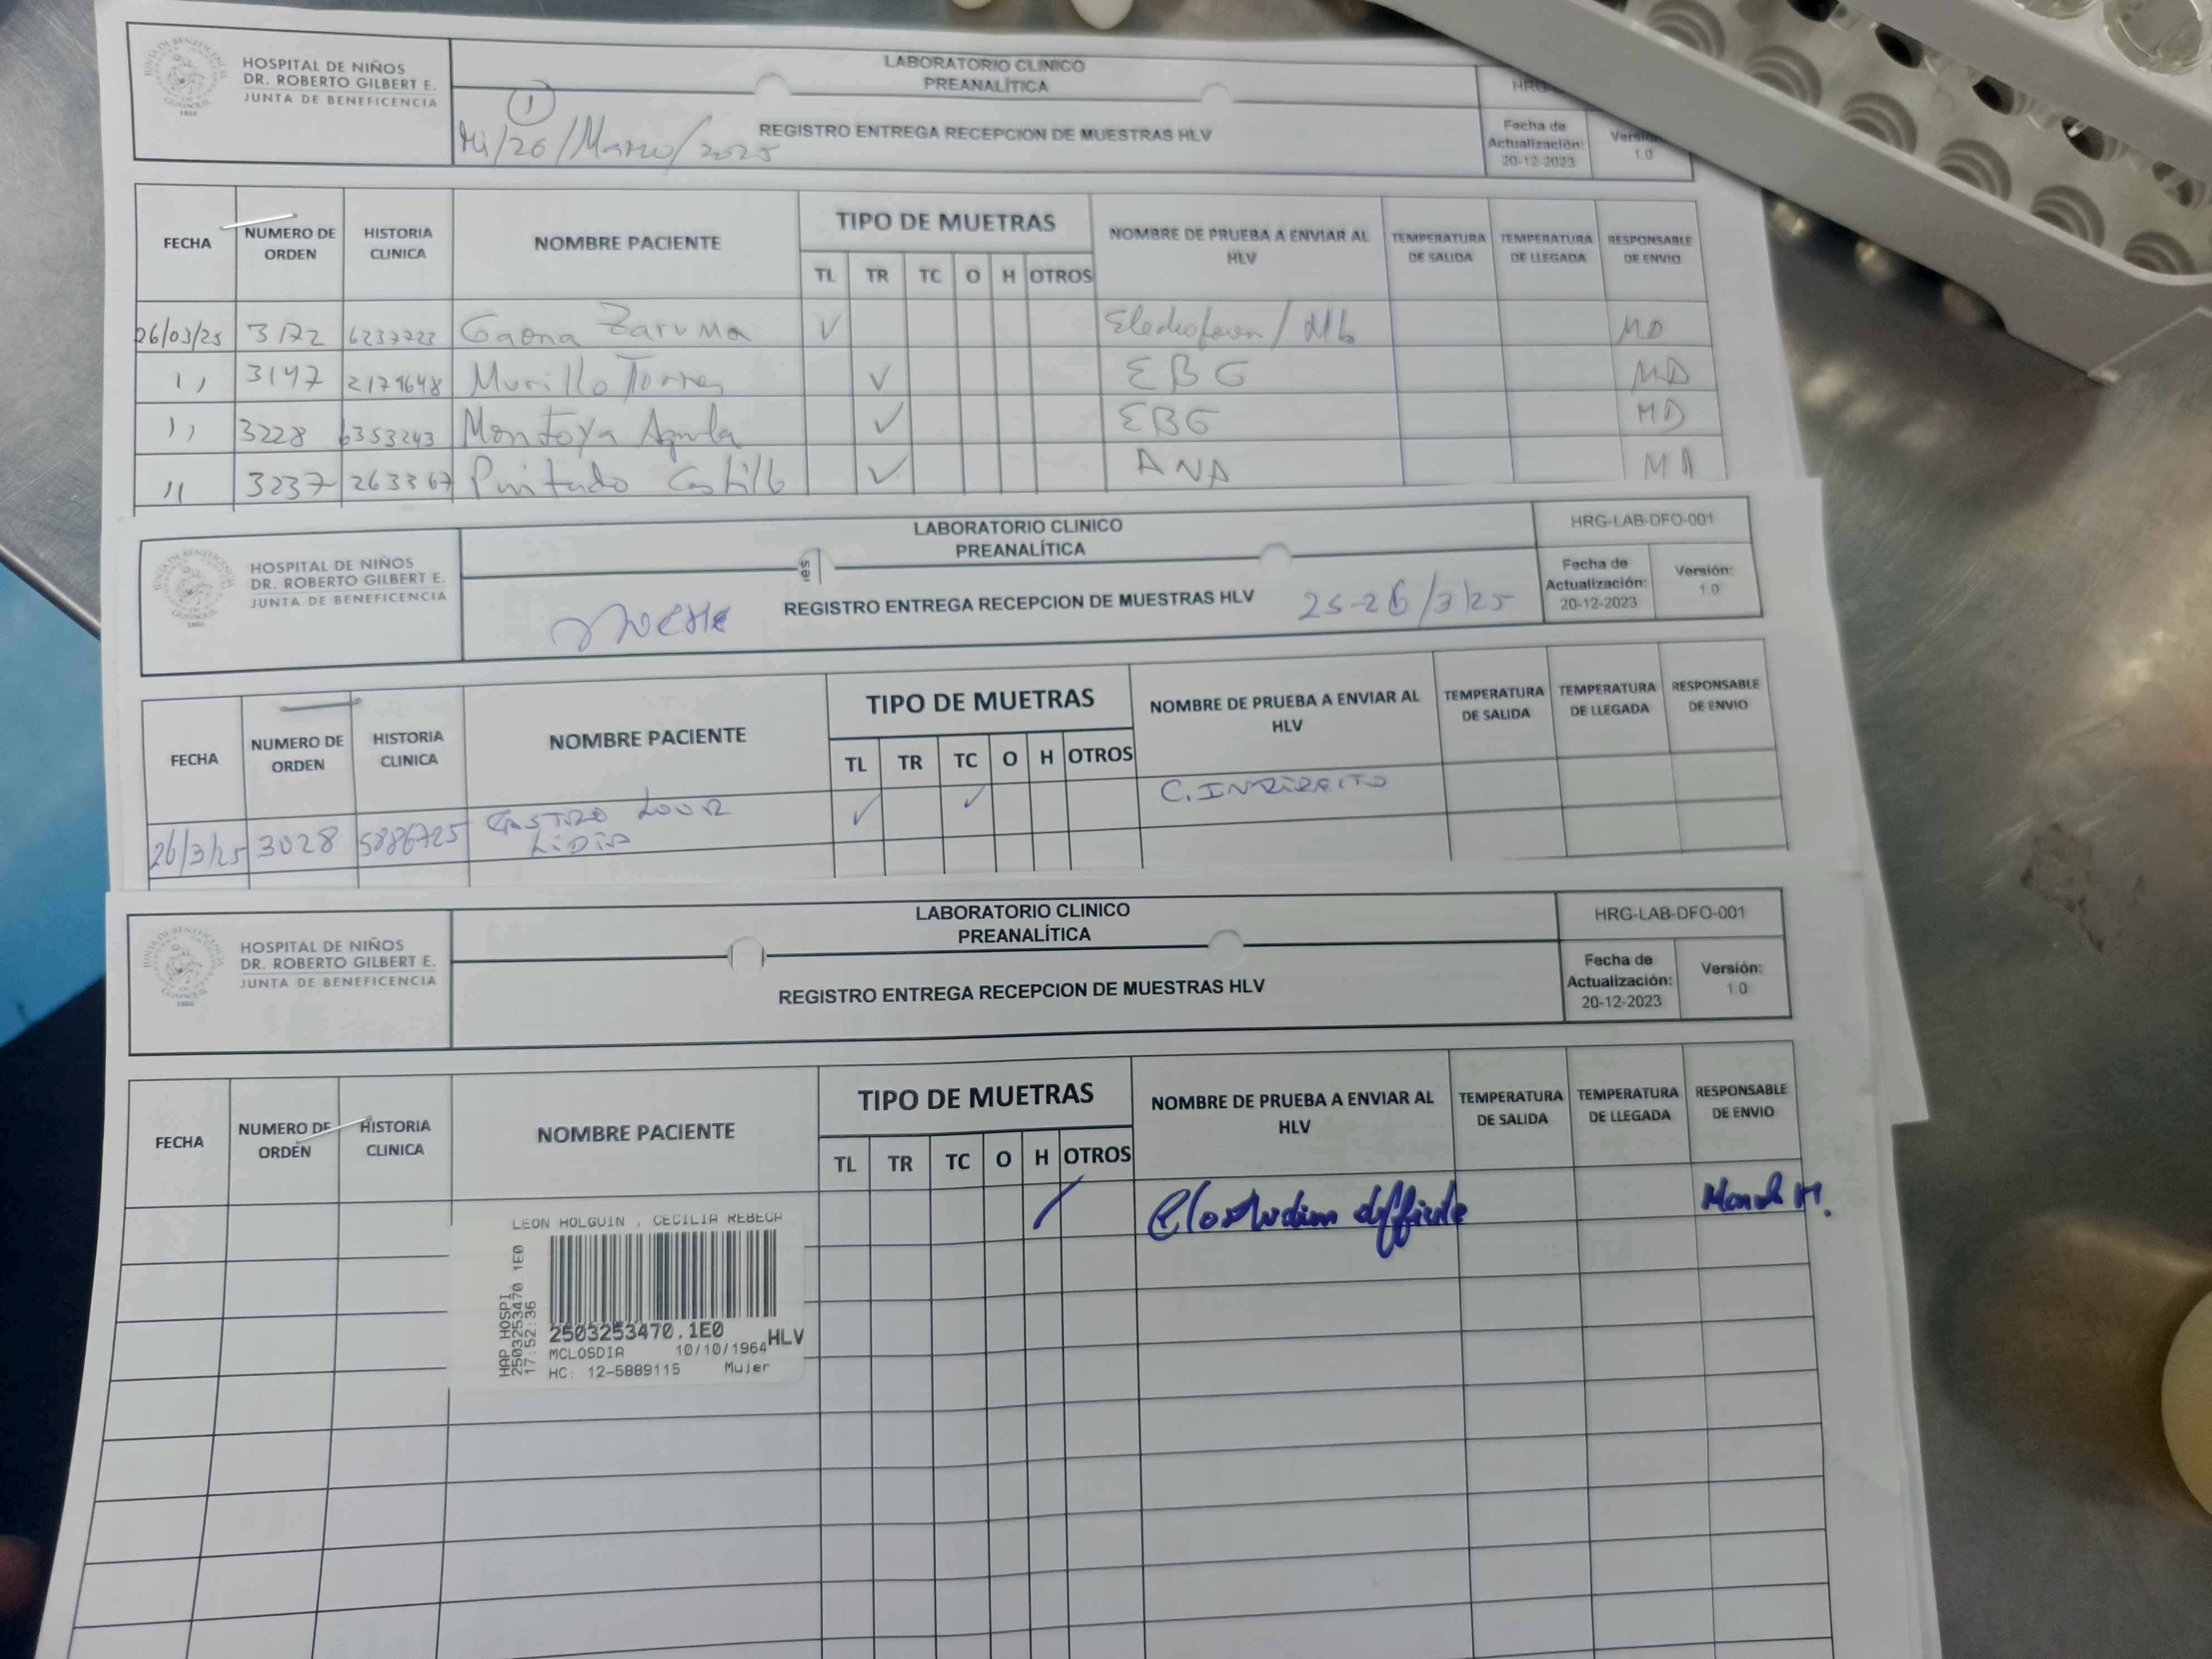 JUNTA DE BENEFICENCIA
GUAYAQUIL
1888
HOSPITAL DE NIÑOS
DR. ROBERTO GILBERT E.
JUNTA DE BENEFICENCIA
LABORATORIO CLINICO
PREANALÍTICA
1
Mi/26/Marzo/2025
REGISTRO ENTREGA RECEPCION DE MUESTRAS HLV
HRG
Fecha de
Actualización:
20-12-2023
Versión
1.0
FECHA
NUMERO DE
ORDEN
HISTORIA
CLINICA
NOMBRE PACIENTE
TIPO DE MUETRAS
TL TR TC O H OTROS
NOMBRE DE PRUEBA A ENVIAR AL
HLV
TEMPERATURA
DE SALIDA
TEMPERATURA
DE LLEGADA
RESPONSABLE
DE ENVIO
26/03/25 3172 6237723 Gaona Zaruma ✓ MD
" 3147 2179648 Murillo Torres ✓ EBG MD
" 3228 6353243 Montoya ✓ EBG MD
" 3237 263367 Castillo ✓ ANA MD
HOSPITAL DE NIÑOS
DR. ROBERTO GILBERT E.
JUNTA DE BENEFICENCIA
LABORATORIO CLINICO
PREANALÍTICA
REGISTRO ENTREGA RECEPCION DE MUESTRAS HLV
25-26/3/25
HRG-LAB-DFO-001
Fecha de
Actualización:
20-12-2023
Versión:
1.0
FECHA
NUMERO DE
ORDEN
HISTORIA
CLINICA
NOMBRE PACIENTE
TIPO DE MUETRAS
TL TR TC O H OTROS
NOMBRE DE PRUEBA A ENVIAR AL
HLV
TEMPERATURA
DE SALIDA
TEMPERATURA
DE LLEGADA
RESPONSABLE
DE ENVIO
26/3/25 3028 5886725 CASTRO LOOR ✓ ✓ C. INDIRECTO
LIDIA
HOSPITAL DE NIÑOS
DR. ROBERTO GILBERT E.
JUNTA DE BENEFICENCIA
LABORATORIO CLINICO
PREANALÍTICA
REGISTRO ENTREGA RECEPCION DE MUESTRAS HLV
HRG-LAB-DFO-001
Fecha de
Actualización:
20-12-2023
Versión:
1.0
FECHA
NUMERO DE
ORDEN
HISTORIA
CLINICA
NOMBRE PACIENTE
TIPO DE MUETRAS
TL TR TC O H OTROS
NOMBRE DE PRUEBA A ENVIAR AL
HLV
TEMPERATURA
DE SALIDA
TEMPERATURA
DE LLEGADA
RESPONSABLE
DE ENVIO
Clostridium difficile
LEON HOLGUIN , CECILIA REBECA
HAP HOSPI
2503253470 1E0
17:52:36
2503253470.1E0 HLV
MCLOSDIA 10/10/1964
HC: 12-5889115 Mujer